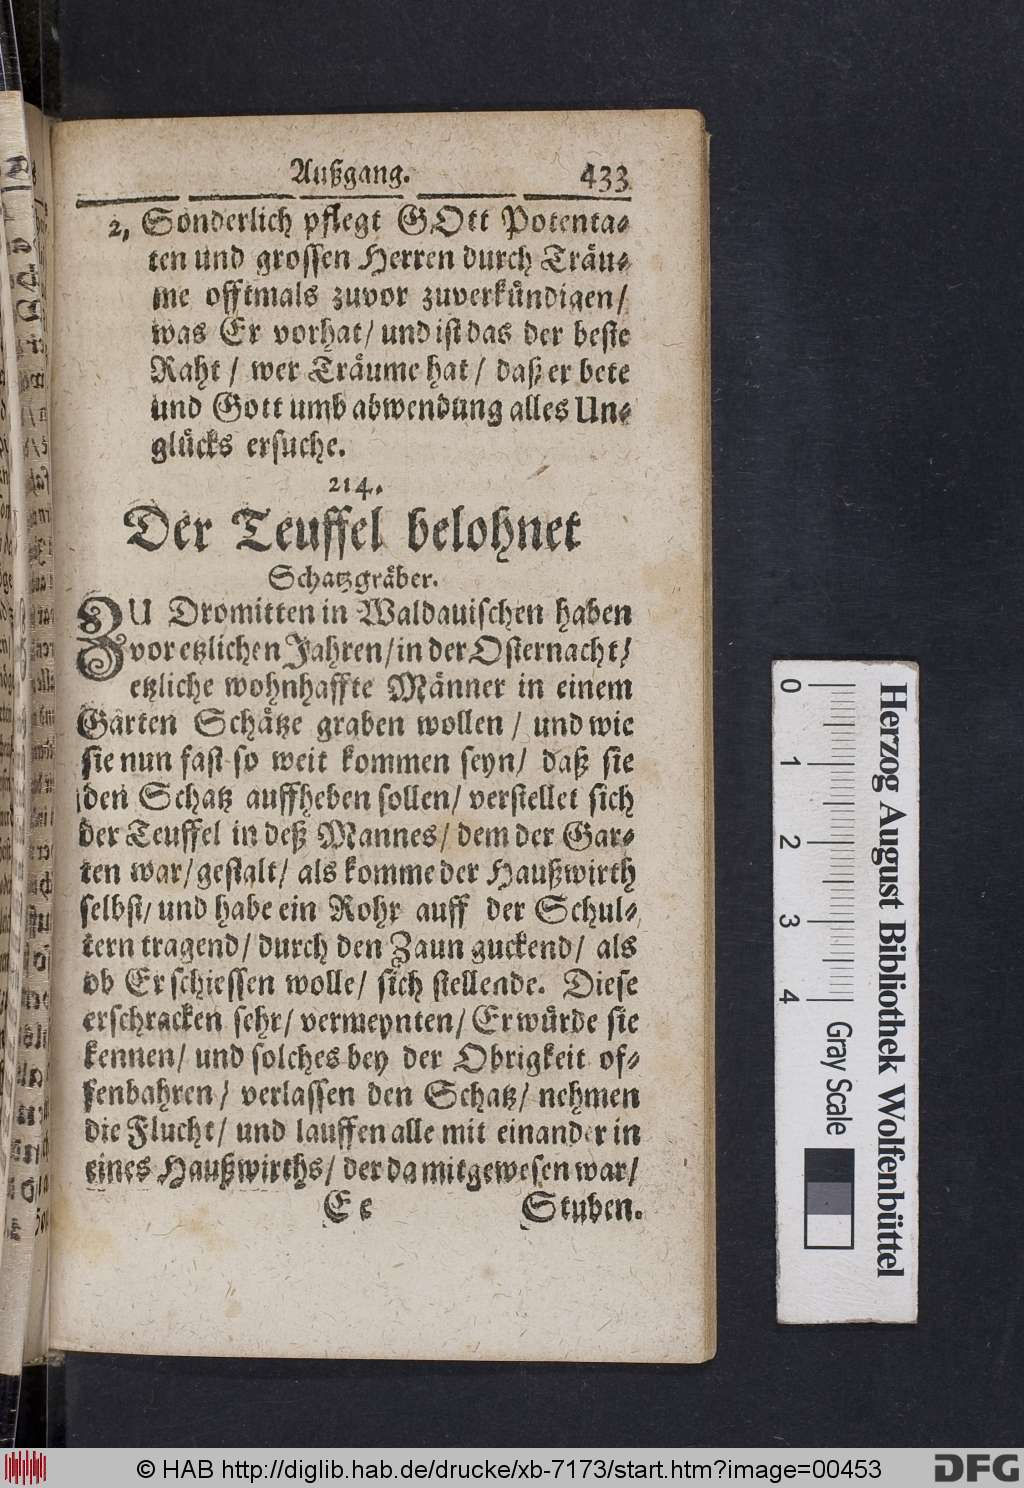 Außgang. 433
2, Sonderlich pflegt GOtt Potenta-
ten und grossen Herren durch Träu-
me offtmals zuvor zuverkündigen/
was Er vorhat/ und ist das der beste
Raht/ wer Träume hat/ daß er bete
und Gott umb abwendung alles Un-
glücks ersuche.
214.
Der Teuffel belohnet
Schatzgräber.
ZU Dromitten in Waldauischen haben
vor etzlichen Jahren/ in der Osternacht/
etzliche wohnhaffte Männer in einem
Garten Schätze graben wollen/ und wie
sie nun fast so weit kommen seyn/ daß sie
den Schatz auffheben sollen/ verstellet sich
der Teuffel in deß Mannes/ dem der Gar-
ten war/ gestalt/ als komme der Haußwirth
selbst/ und habe ein Rohr auff der Schul-
tern tragend/ durch den Zaun guckend/ als
ob Er schiessen wolle/ sich stellende. Diese
erschracken sehr/ vermeynten/ Er würde sie
kennen/ und solches bey der Obrigkeit of-
fenbahren/ verlassen den Schatz/ nehmen
die Flucht/ und lauffen alle mit einander in
eines Haußwirths/ der da mitgewesen war/
Ee Stuben.
Herzog August Bibliothek Wolfenbüttel
0 1 2 3 4 Gray Scale
© HAB http://diglib.hab.de/drucke/xb-7173/start.htm?image=00453
DFG